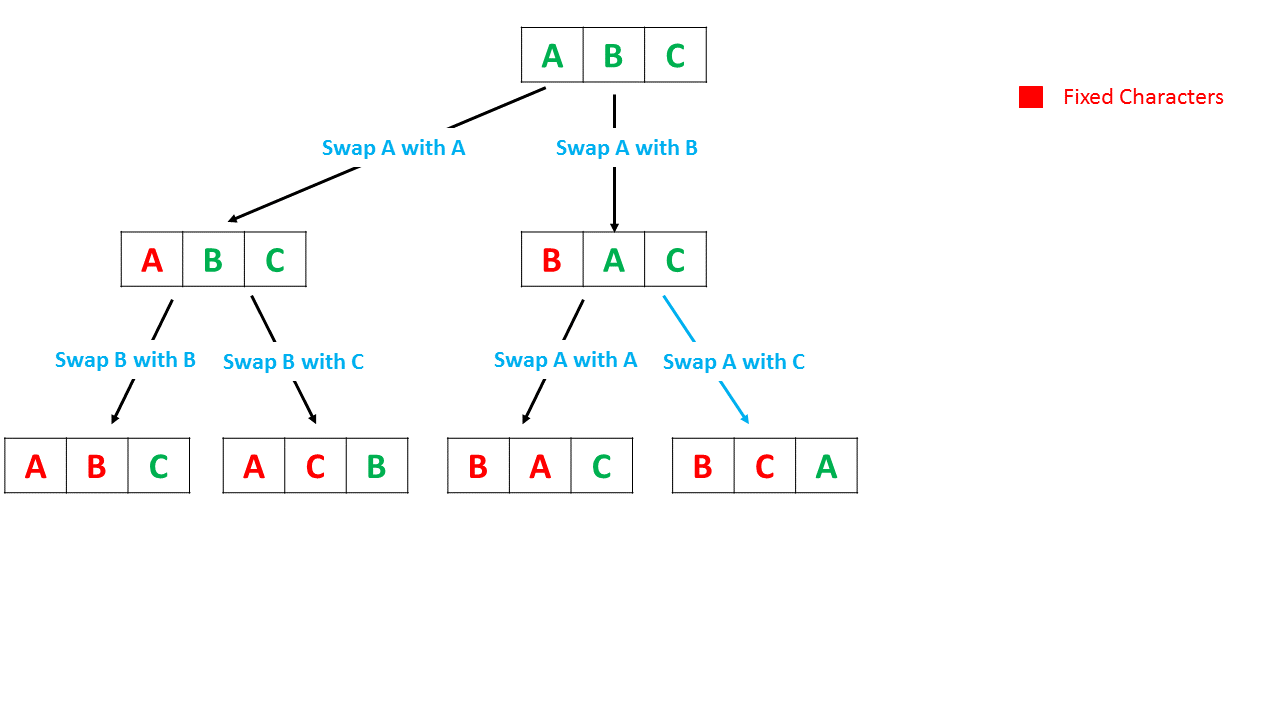 A B C
Fixed Characters
Swap A with A
Swap A with B
A B C
B A C
Swap B with B
Swap B with C
Swap A with A
Swap A with C
A B C
A C B
B A C
B C A